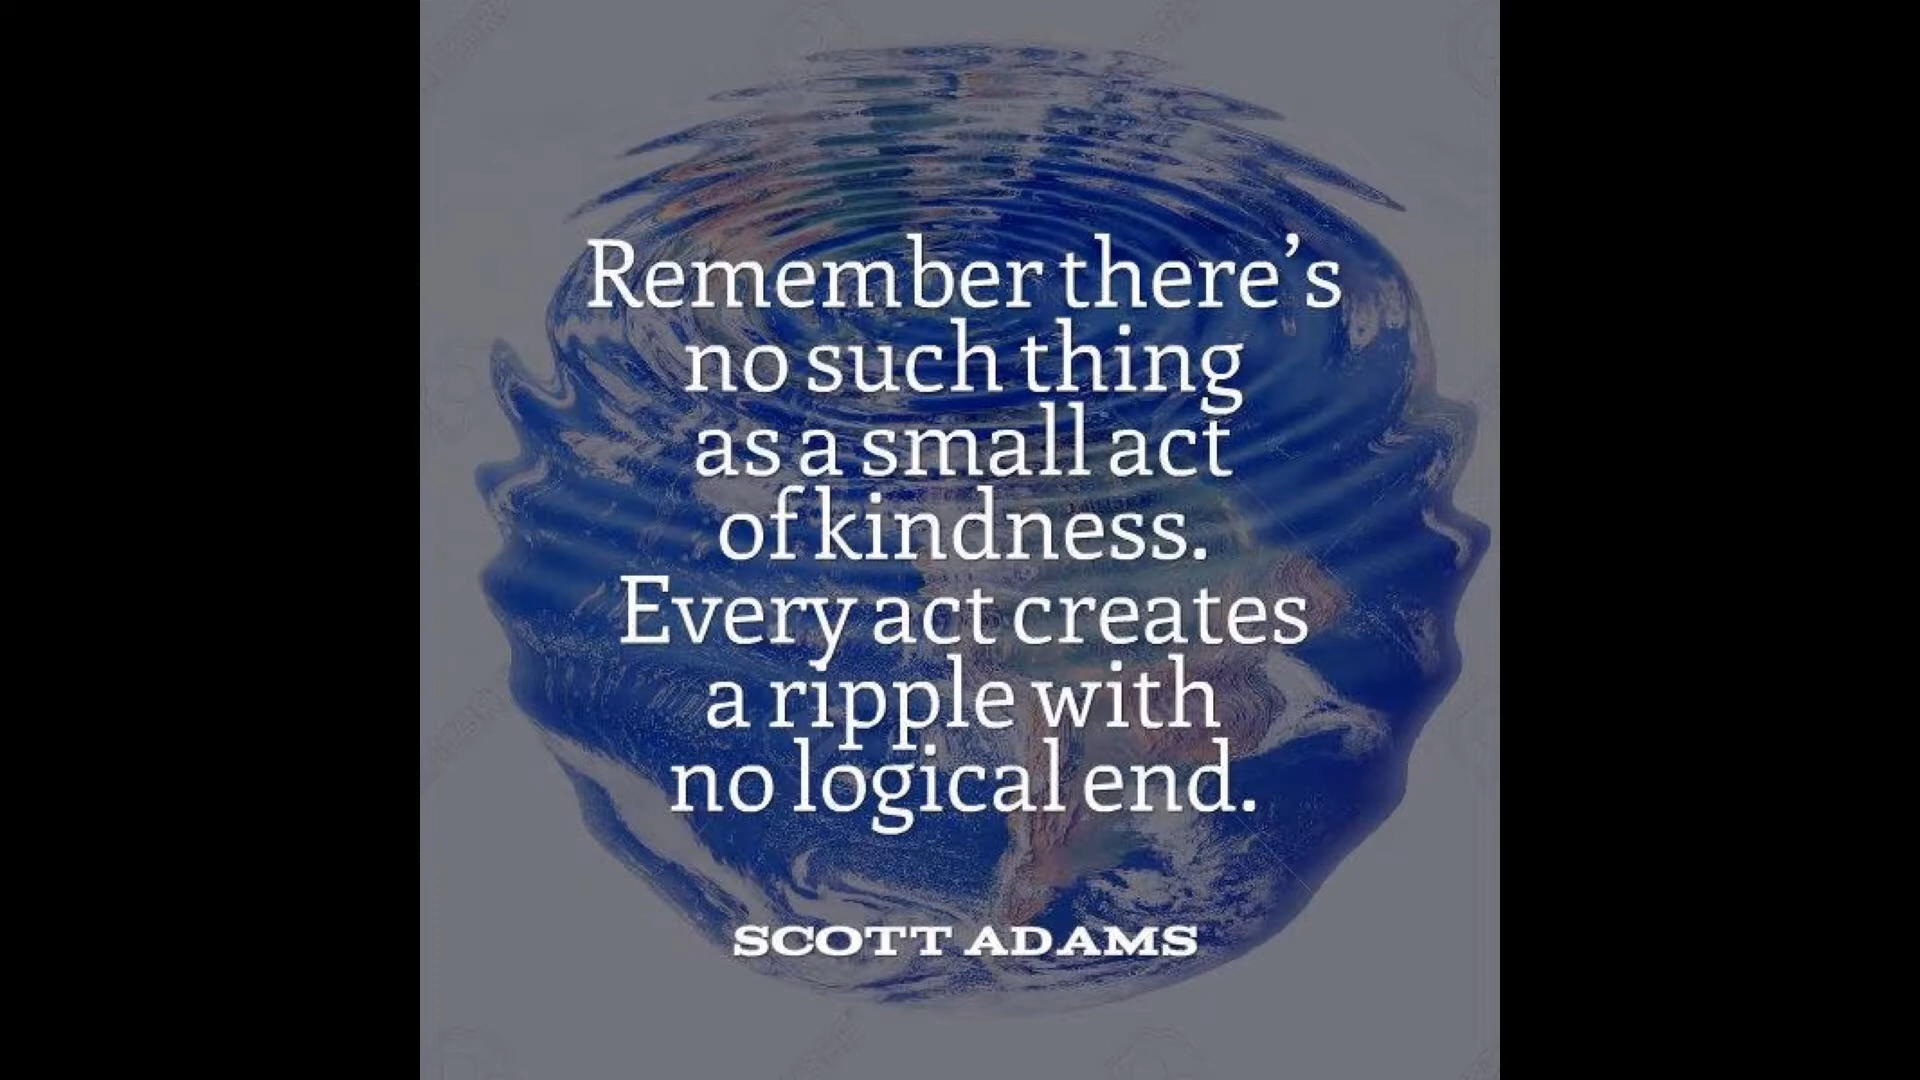 Remember there’s
no such thing
as a small act
of kindness.
Every act creates
a ripple with
no logical end.
SCOTT ADAMS